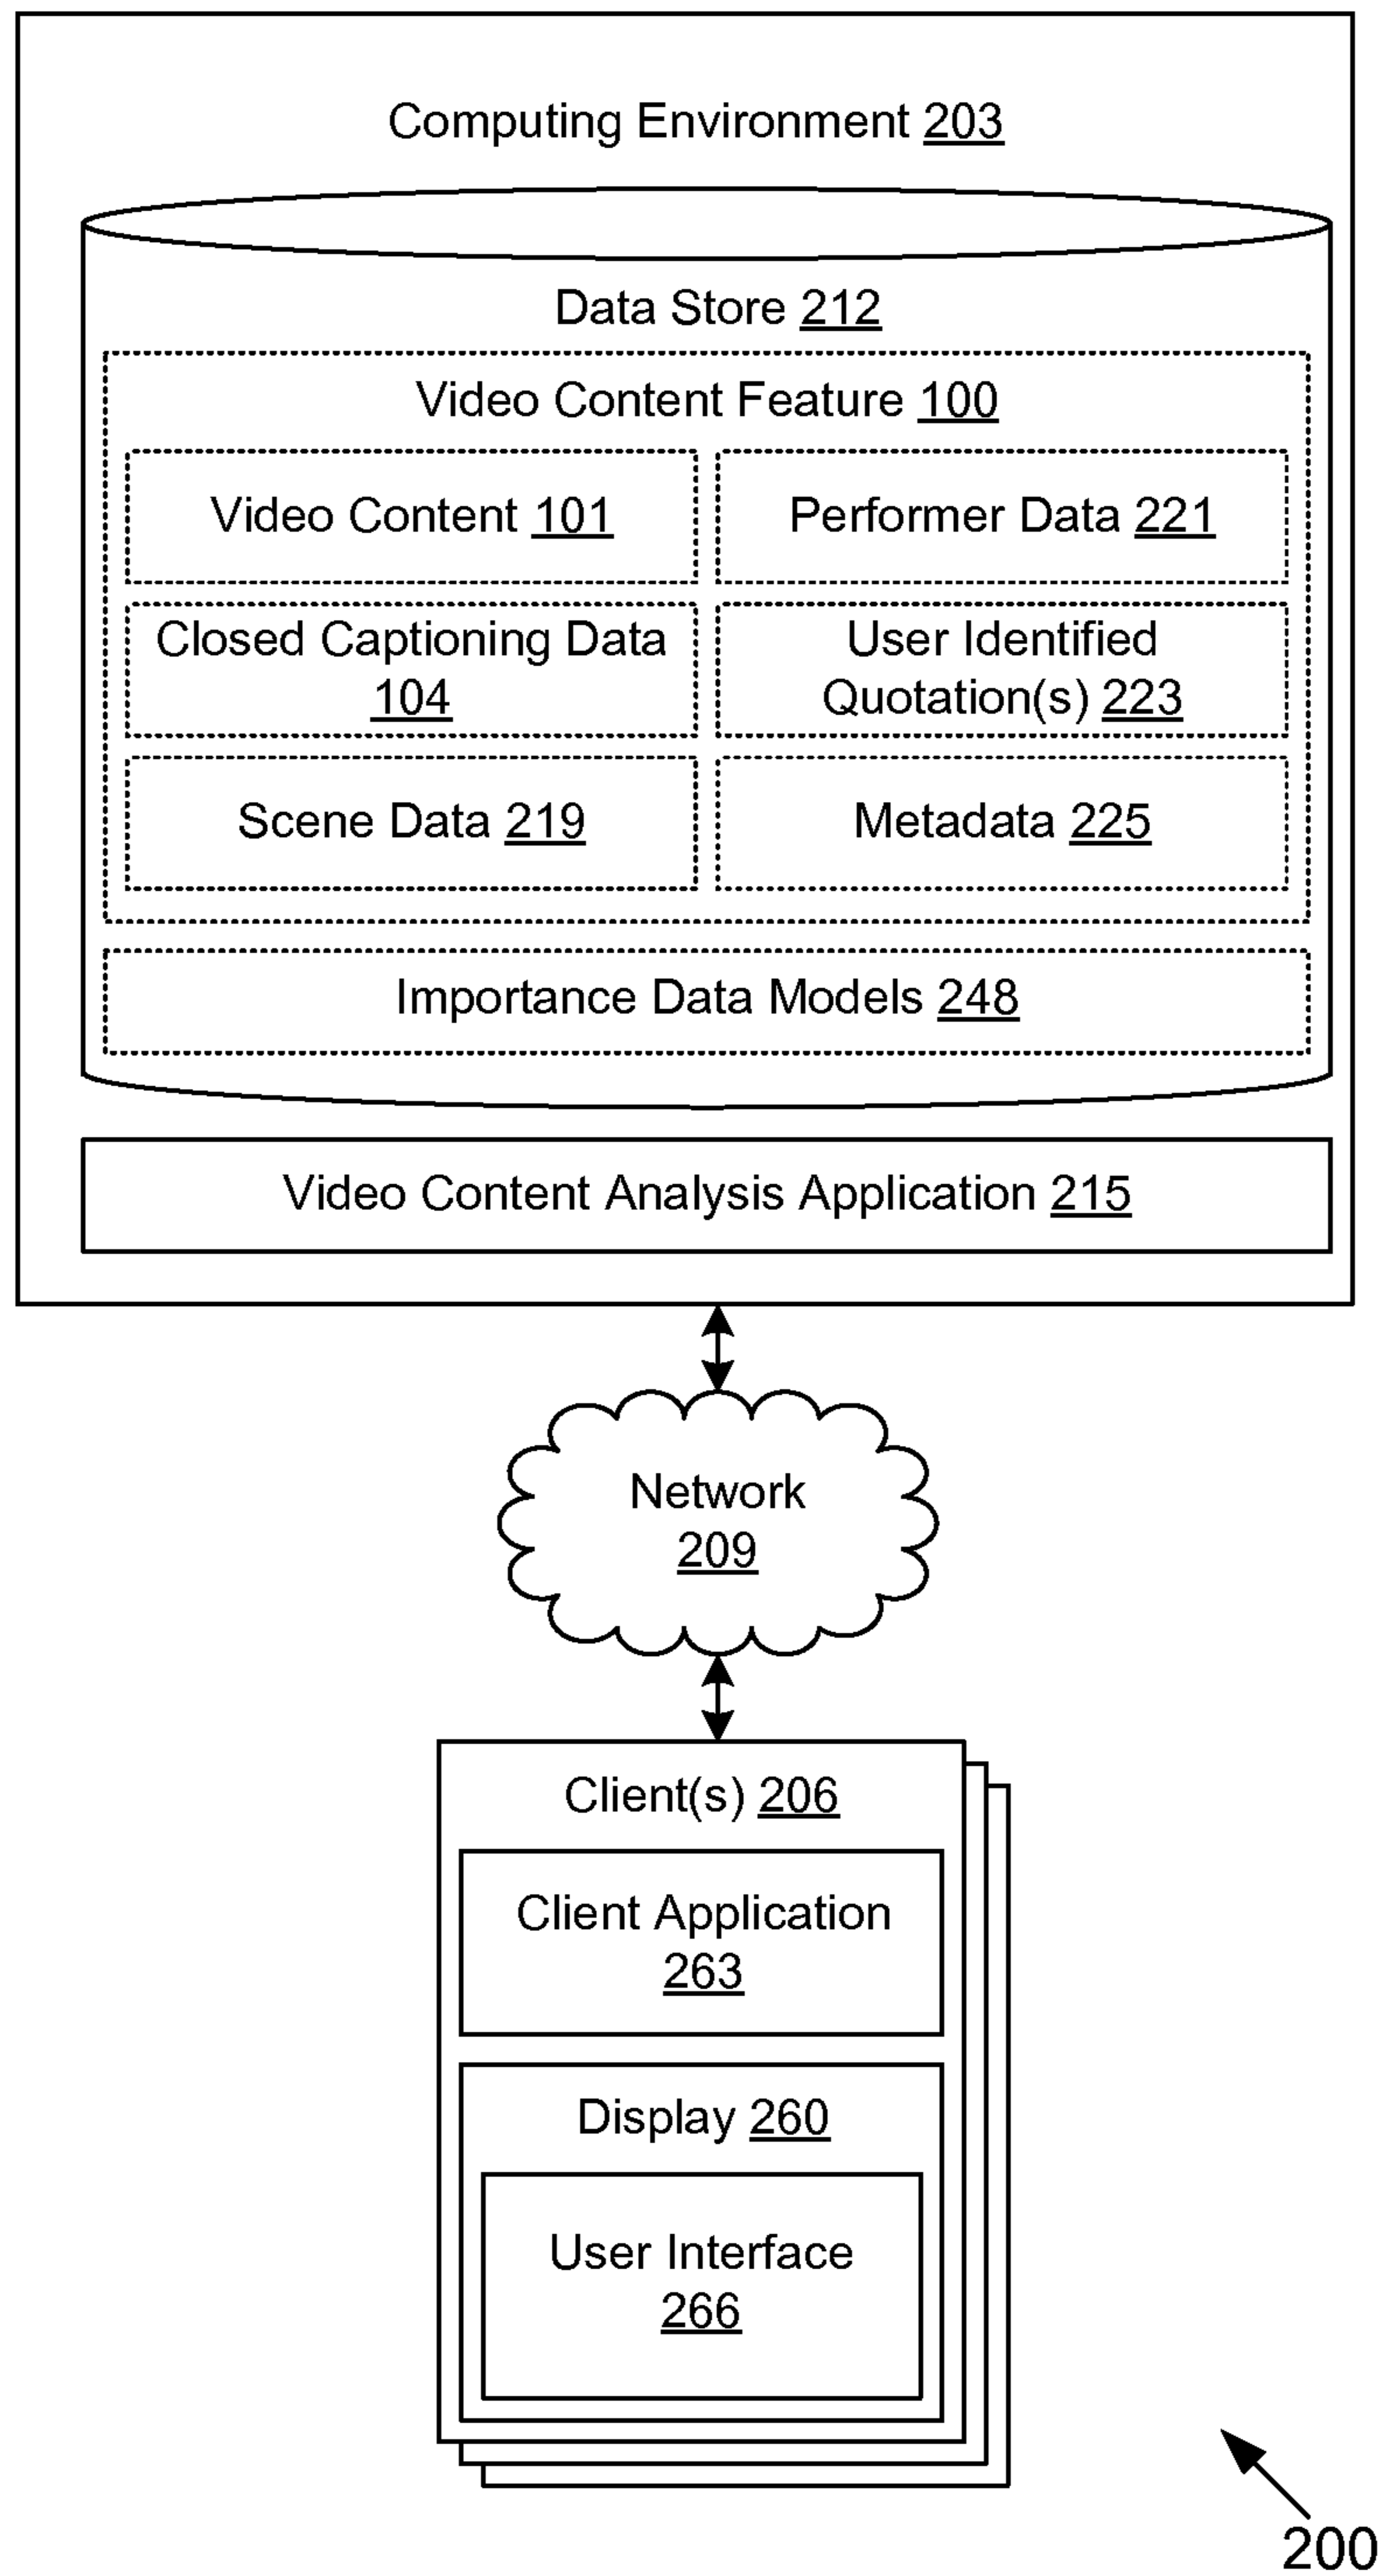 Computing Environment 203
Data Store 212
Video Content Feature 100
Video Content 101
Performer Data 221
Closed Captioning Data
104
User Identified
Quotation(s) 223
Scene Data 219
Metadata 225
Importance Data Models 248
Video Content Analysis Application 215
Network
209
Client(s) 206
Client Application
263
Display 260
User Interface
266
200